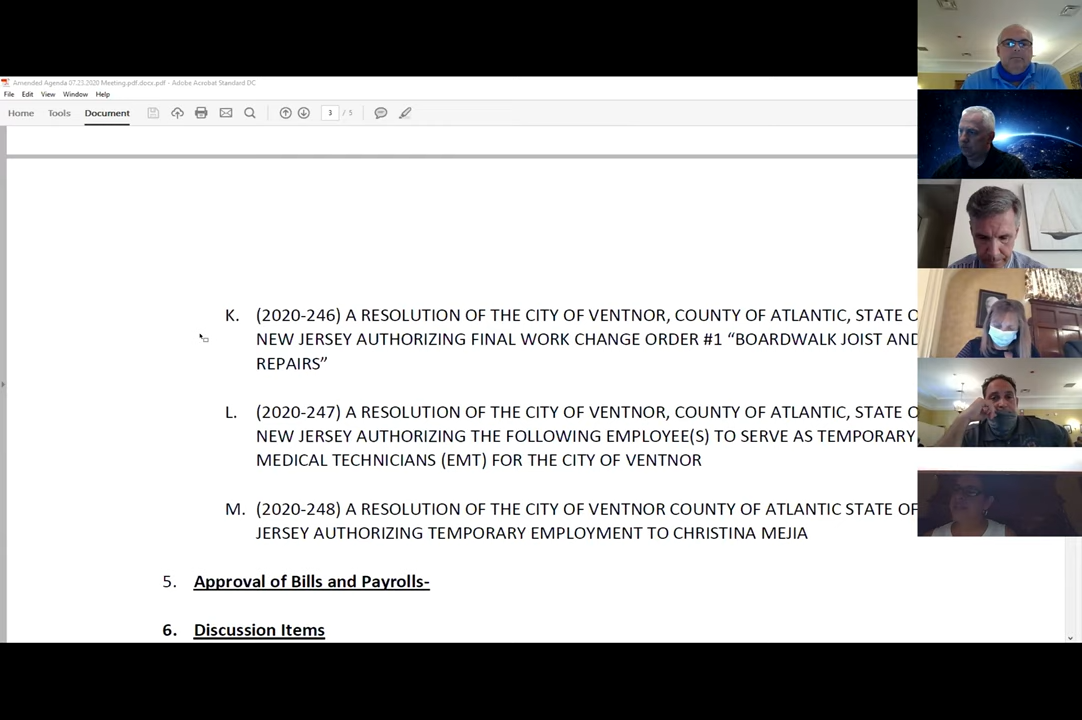 Amended Agenda 07.23.2020 Meeting.pdf.docx.pdf - Adobe Acrobat Standard DC
File Edit View Window Help
Home Tools Document 3 / 5
K. (2020-246) A RESOLUTION OF THE CITY OF VENTNOR, COUNTY OF ATLANTIC, STATE O
NEW JERSEY AUTHORIZING FINAL WORK CHANGE ORDER #1 “BOARDWALK JOIST AND
REPAIRS”
L. (2020-247) A RESOLUTION OF THE CITY OF VENTNOR, COUNTY OF ATLANTIC, STATE O
NEW JERSEY AUTHORIZING THE FOLLOWING EMPLOYEE(S) TO SERVE AS TEMPORARY
MEDICAL TECHNICIANS (EMT) FOR THE CITY OF VENTNOR
M. (2020-248) A RESOLUTION OF THE CITY OF VENTNOR COUNTY OF ATLANTIC STATE OF
JERSEY AUTHORIZING TEMPORARY EMPLOYMENT TO CHRISTINA MEJIA
5. Approval of Bills and Payrolls-
6. Discussion Items